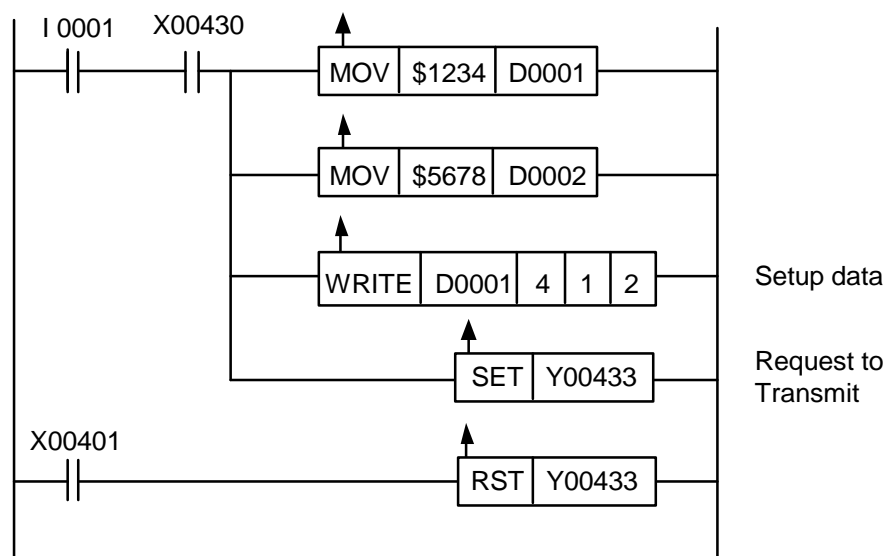 I 0001 X00430
MOV $1234 D0001
MOV $5678 D0002
WRITE D0001 4 1 2 Setup data
SET Y00433 Request to
Transmit
X00401
RST Y00433